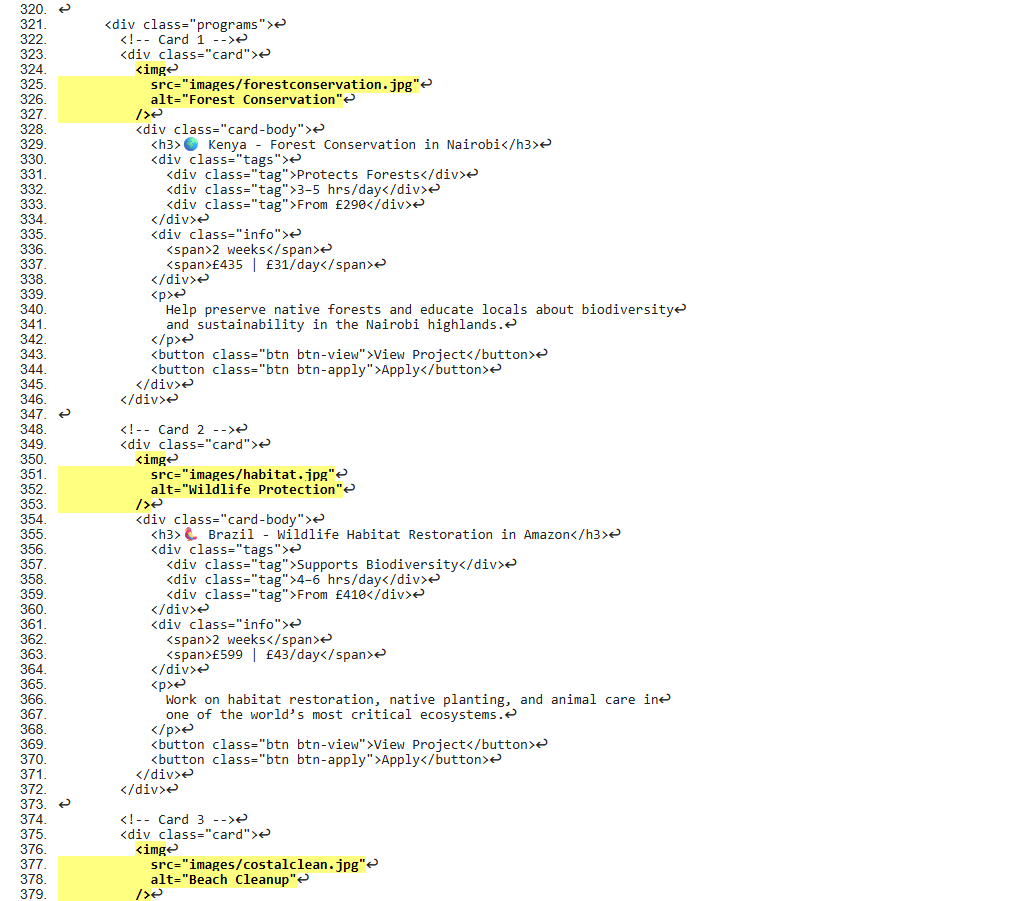 320. ↩
321. <div class="programs">↩
322. <!-- Card 1 -->↩
323. <div class="card">↩
324. <img↩
325. src="images/forestconservation.jpg"↩
326. alt="Forest Conservation"↩
327. />↩
328. <div class="card-body">↩
329. <h3>🌍 Kenya - Forest Conservation in Nairobi</h3>↩
330. <div class="tags">↩
331. <div class="tag">Protects Forests</div>↩
332. <div class="tag">3–5 hrs/day</div>↩
333. <div class="tag">From £290</div>↩
334. </div>↩
335. <div class="info">↩
336. <span>2 weeks</span>↩
337. <span>£435 | £31/day</span>↩
338. </div>↩
339. <p>↩
340. Help preserve native forests and educate locals about biodiversity↩
341. and sustainability in the Nairobi highlands.↩
342. </p>↩
343. <button class="btn btn-view">View Project</button>↩
344. <button class="btn btn-apply">Apply</button>↩
345. </div>↩
346. </div>↩
347. ↩
348. <!-- Card 2 -->↩
349. <div class="card">↩
350. <img↩
351. src="images/habitat.jpg"↩
352. alt="Wildlife Protection"↩
353. />↩
354. <div class="card-body">↩
355. <h3>🦜 Brazil - Wildlife Habitat Restoration in Amazon</h3>↩
356. <div class="tags">↩
357. <div class="tag">Supports Biodiversity</div>↩
358. <div class="tag">4–6 hrs/day</div>↩
359. <div class="tag">From £410</div>↩
360. </div>↩
361. <div class="info">↩
362. <span>2 weeks</span>↩
363. <span>£599 | £43/day</span>↩
364. </div>↩
365. <p>↩
366. Work on habitat restoration, native planting, and animal care in↩
367. one of the world’s most critical ecosystems.↩
368. </p>↩
369. <button class="btn btn-view">View Project</button>↩
370. <button class="btn btn-apply">Apply</button>↩
371. </div>↩
372. </div>↩
373. ↩
374. <!-- Card 3 -->↩
375. <div class="card">↩
376. <img↩
377. src="images/costalclean.jpg"↩
378. alt="Beach Cleanup"↩
379. />↩